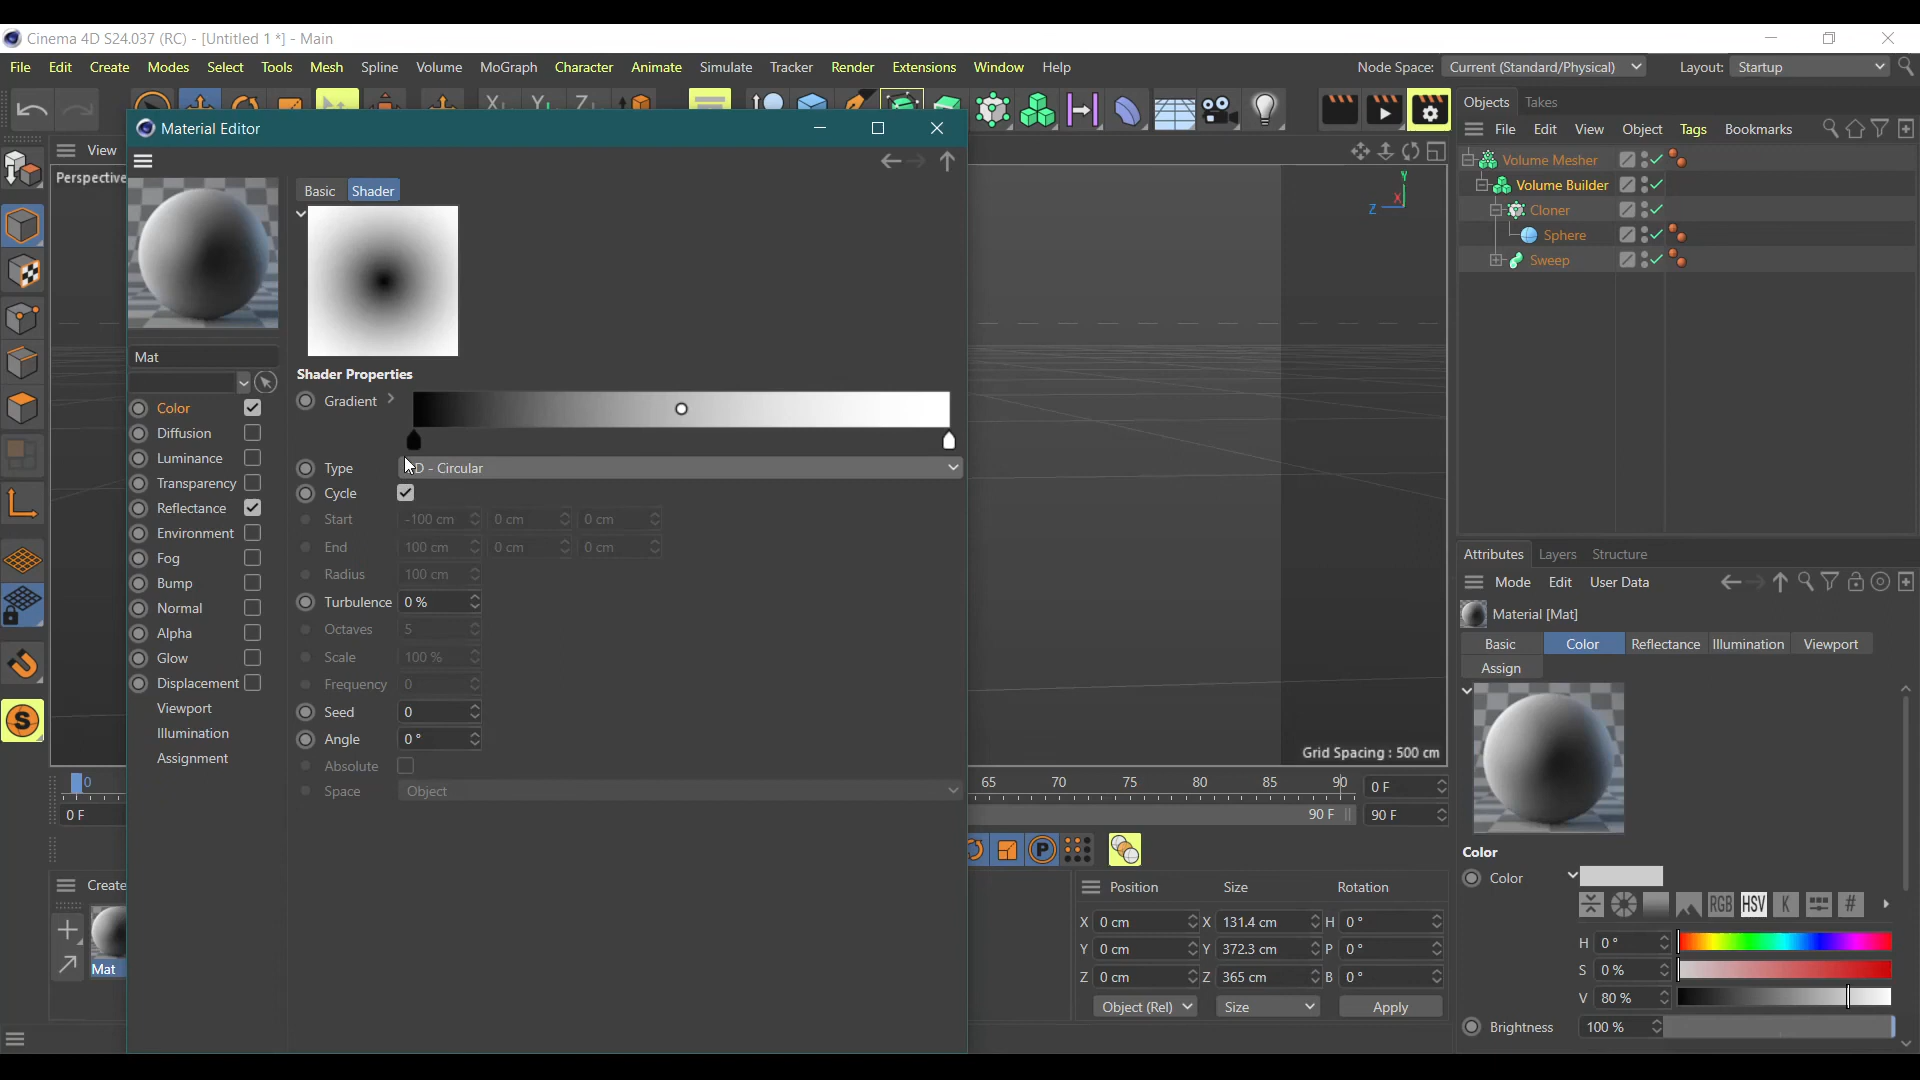 Cinema 4D S24.037 (RC) - [Untitled 1 *] - Main
File Edit Create Modes Select Tools Mesh Spline Volume MoGraph Character Animate Simulate Tracker Render Extensions Window Help Node Space: Current (Standard/Physical) Layout: Startup
Material Editor
View
Perspective
Basic Shader
Mat
Color
Diffusion
Luminance
Transparency
Reflectance
Environment
Fog
Bump
Normal
Alpha
Glow
Displacement
Viewport
Illumination
Assignment
Shader Properties
Gradient
Type D - Circular
Cycle
Start -100 cm 0 cm 0 cm
End 100 cm 0 cm 0 cm
Radius 100 cm
Turbulence 0 %
Octaves 5
Scale 100 %
Frequency 0
Seed 0
Angle 0 °
Absolute
Space Object
Y
X
Z
Grid Spacing : 500 cm
0 65 70 75 80 85 90 0 F
0 F 90 F 90 F
P
Create
Mat
Position Size Rotation
X 0 cm X 131.4 cm H 0 °
Y 0 cm Y 372.3 cm P 0 °
Z 0 cm Z 365 cm B 0 °
Object (Rel) Size Apply
Objects Takes
File Edit View Object Tags Bookmarks
Volume Mesher
Volume Builder
Cloner
Sphere
Sweep
Attributes Layers Structure
Mode Edit User Data
Material [Mat]
Basic Color Reflectance Illumination Viewport
Assign
Color
Color
RGB HSV K #
H 0 °
S 0 %
V 80 %
Brightness 100 %